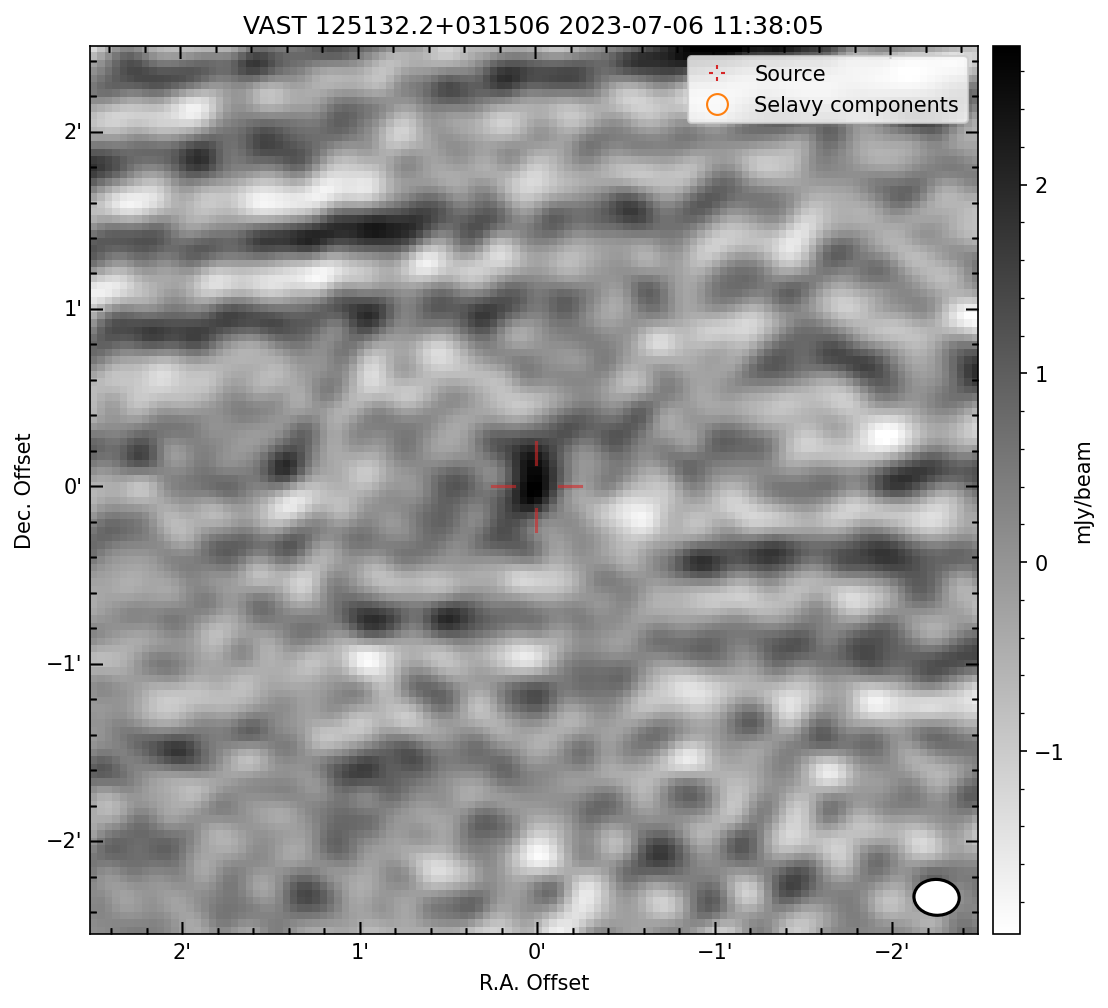 VAST 125132.2+031506 2023-07-06 11:38:05
Source
Selavy components
2'
1'
0'
−1'
−2'
2'
1'
0'
−1'
−2'
R.A. Offset
Dec. Offset
2
1
0
−1
mJy/beam